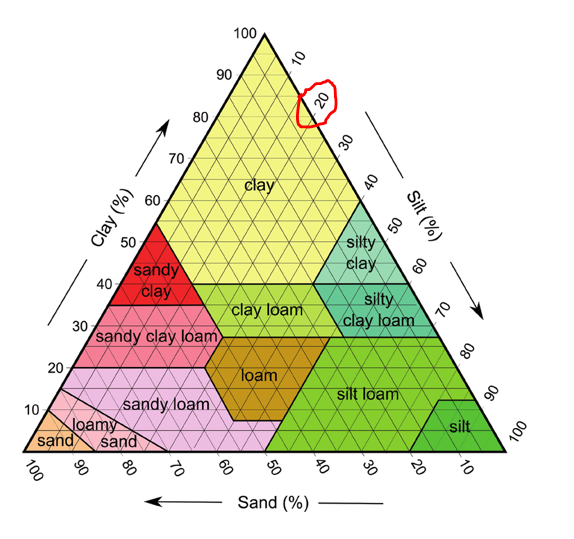 100
90
80
70
60
50
40
30
20
10
Clay (%)
10
20
30
40
50
60
70
80
90
100
Silt (%)
clay
silty
clay
sandy
clay
clay loam
silty
clay loam
sandy clay loam
loam
silt loam
sandy loam
loamy
sand
sand
silt
100
90
80
70
60
50
40
30
20
10
Sand (%)